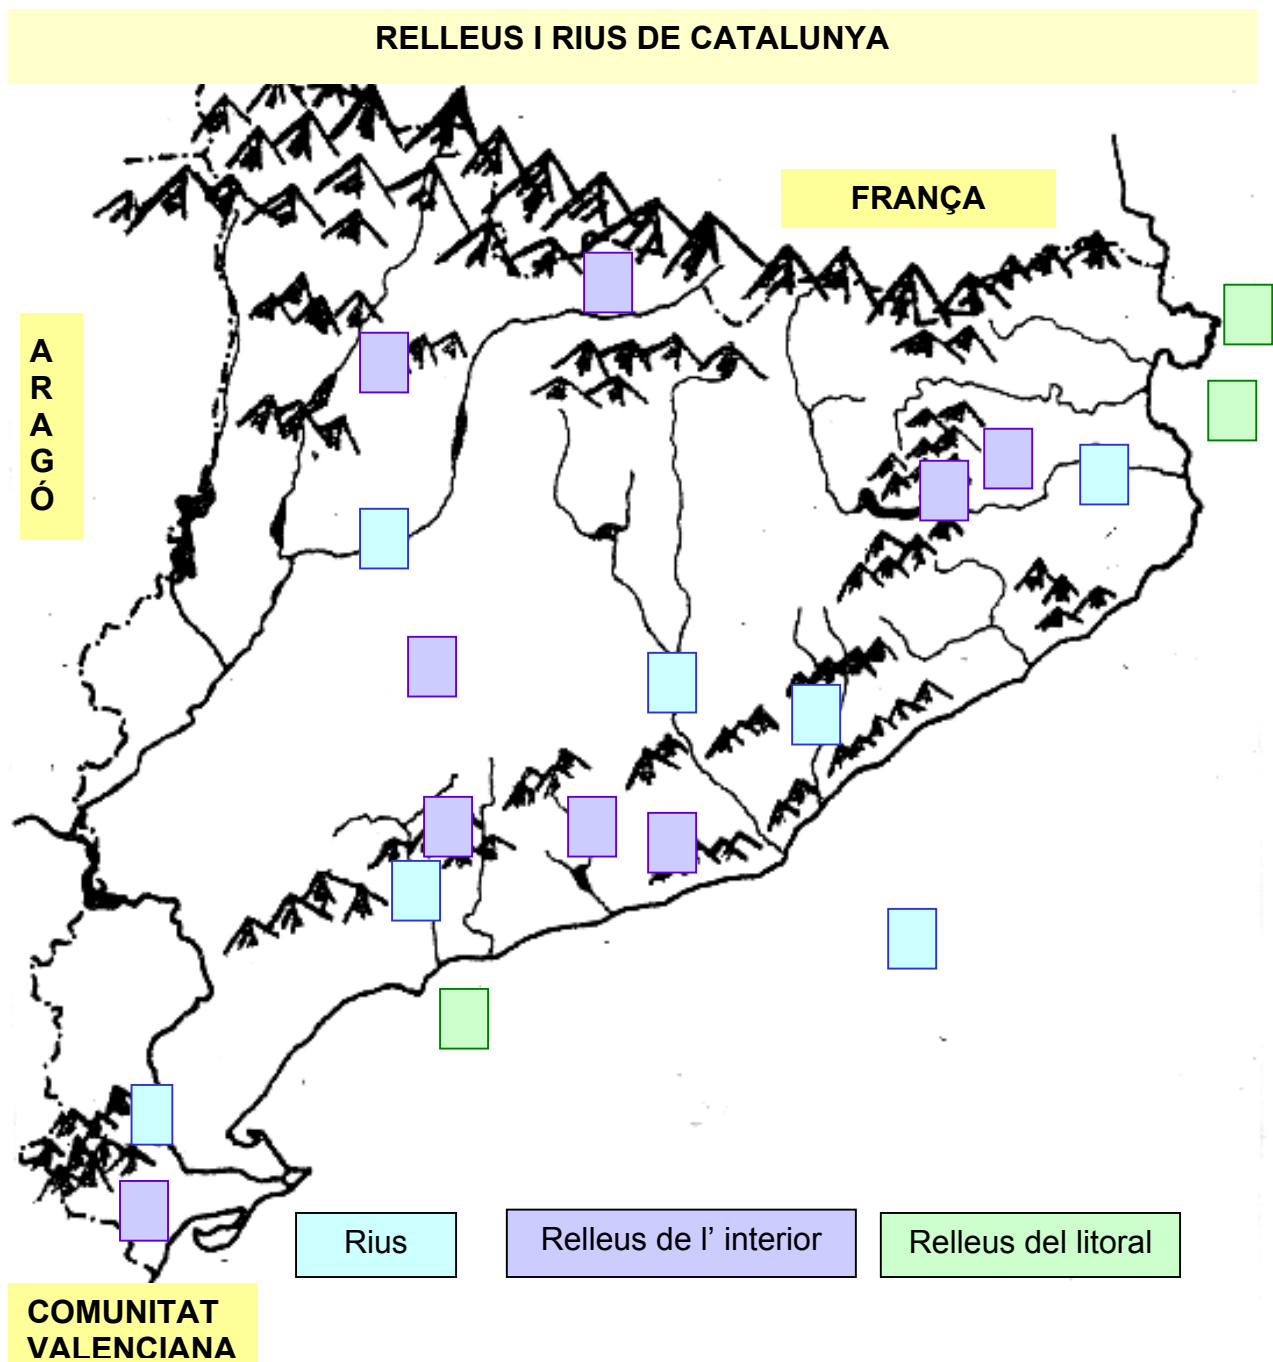 RELLEUS I RIUS DE CATALUNYA
FRANÇA
A
R
A
G
Ó
Rius
Relleus de l’ interior
Relleus del litoral
COMUNITAT
VALENCIANA